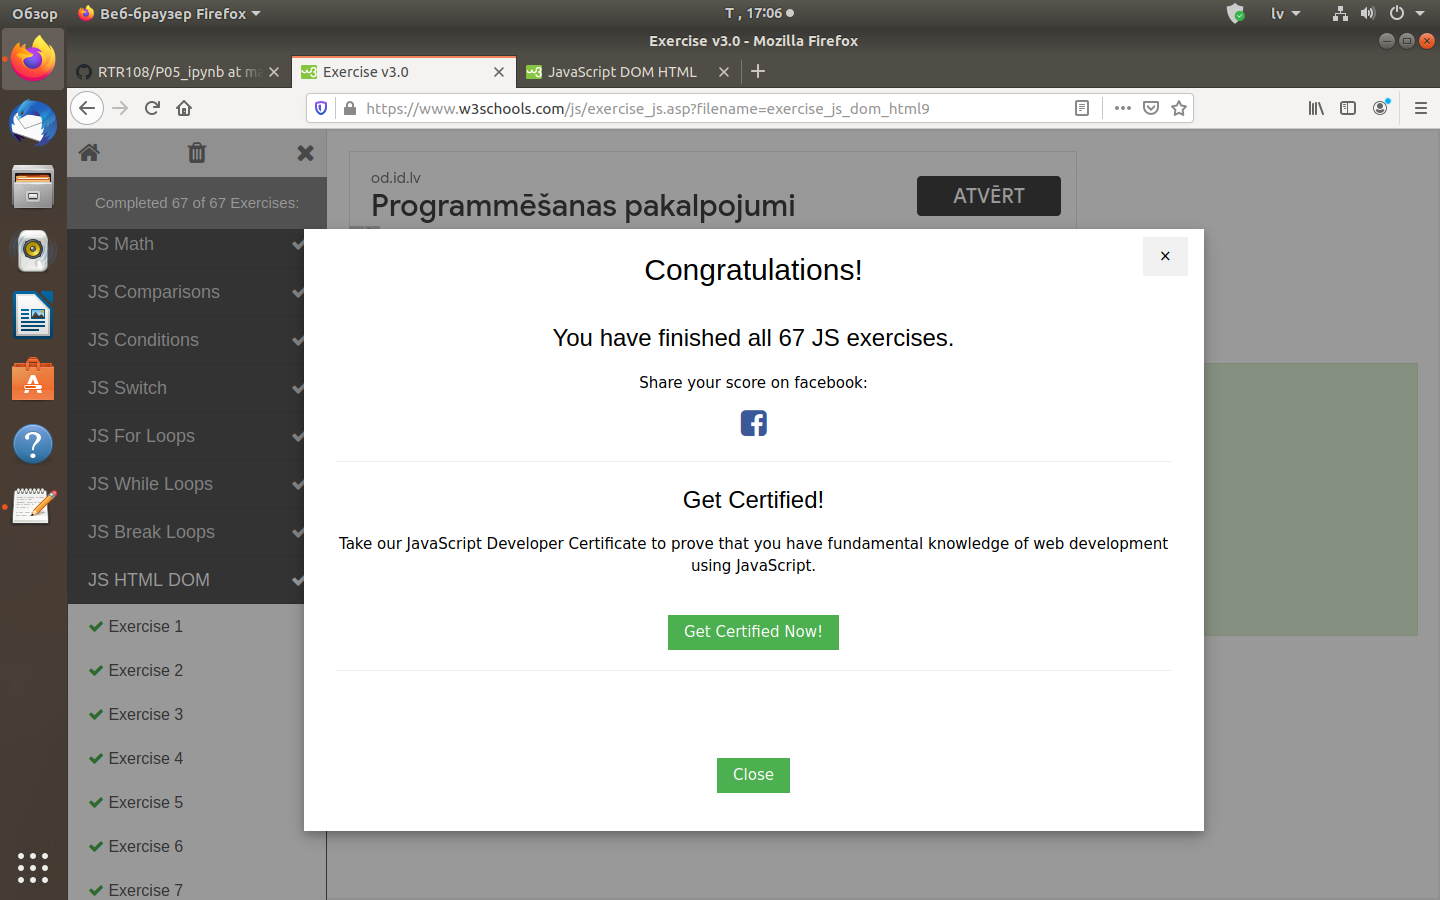 Обзор
Веб-браузер Firefox
Т , 17:06
lv
Exercise v3.0 - Mozilla Firefox
RTR108/P05_ipynb at ma
Exercise v3.0
JavaScript DOM HTML
https://www.w3schools.com/js/exercise_js.asp?filename=exercise_js_dom_html9
Completed 67 of 67 Exercises:
JS Math
JS Comparisons
JS Conditions
JS Switch
JS For Loops
JS While Loops
JS Break Loops
JS HTML DOM
Exercise 1
Exercise 2
Exercise 3
Exercise 4
Exercise 5
Exercise 6
Exercise 7
od.id.lv
Programmēšanas pakalpojumi
ATVĒRT
×
Congratulations!
You have finished all 67 JS exercises.
Share your score on facebook:
Get Certified!
Take our JavaScript Developer Certificate to prove that you have fundamental knowledge of web development
using JavaScript.
Get Certified Now!
Close